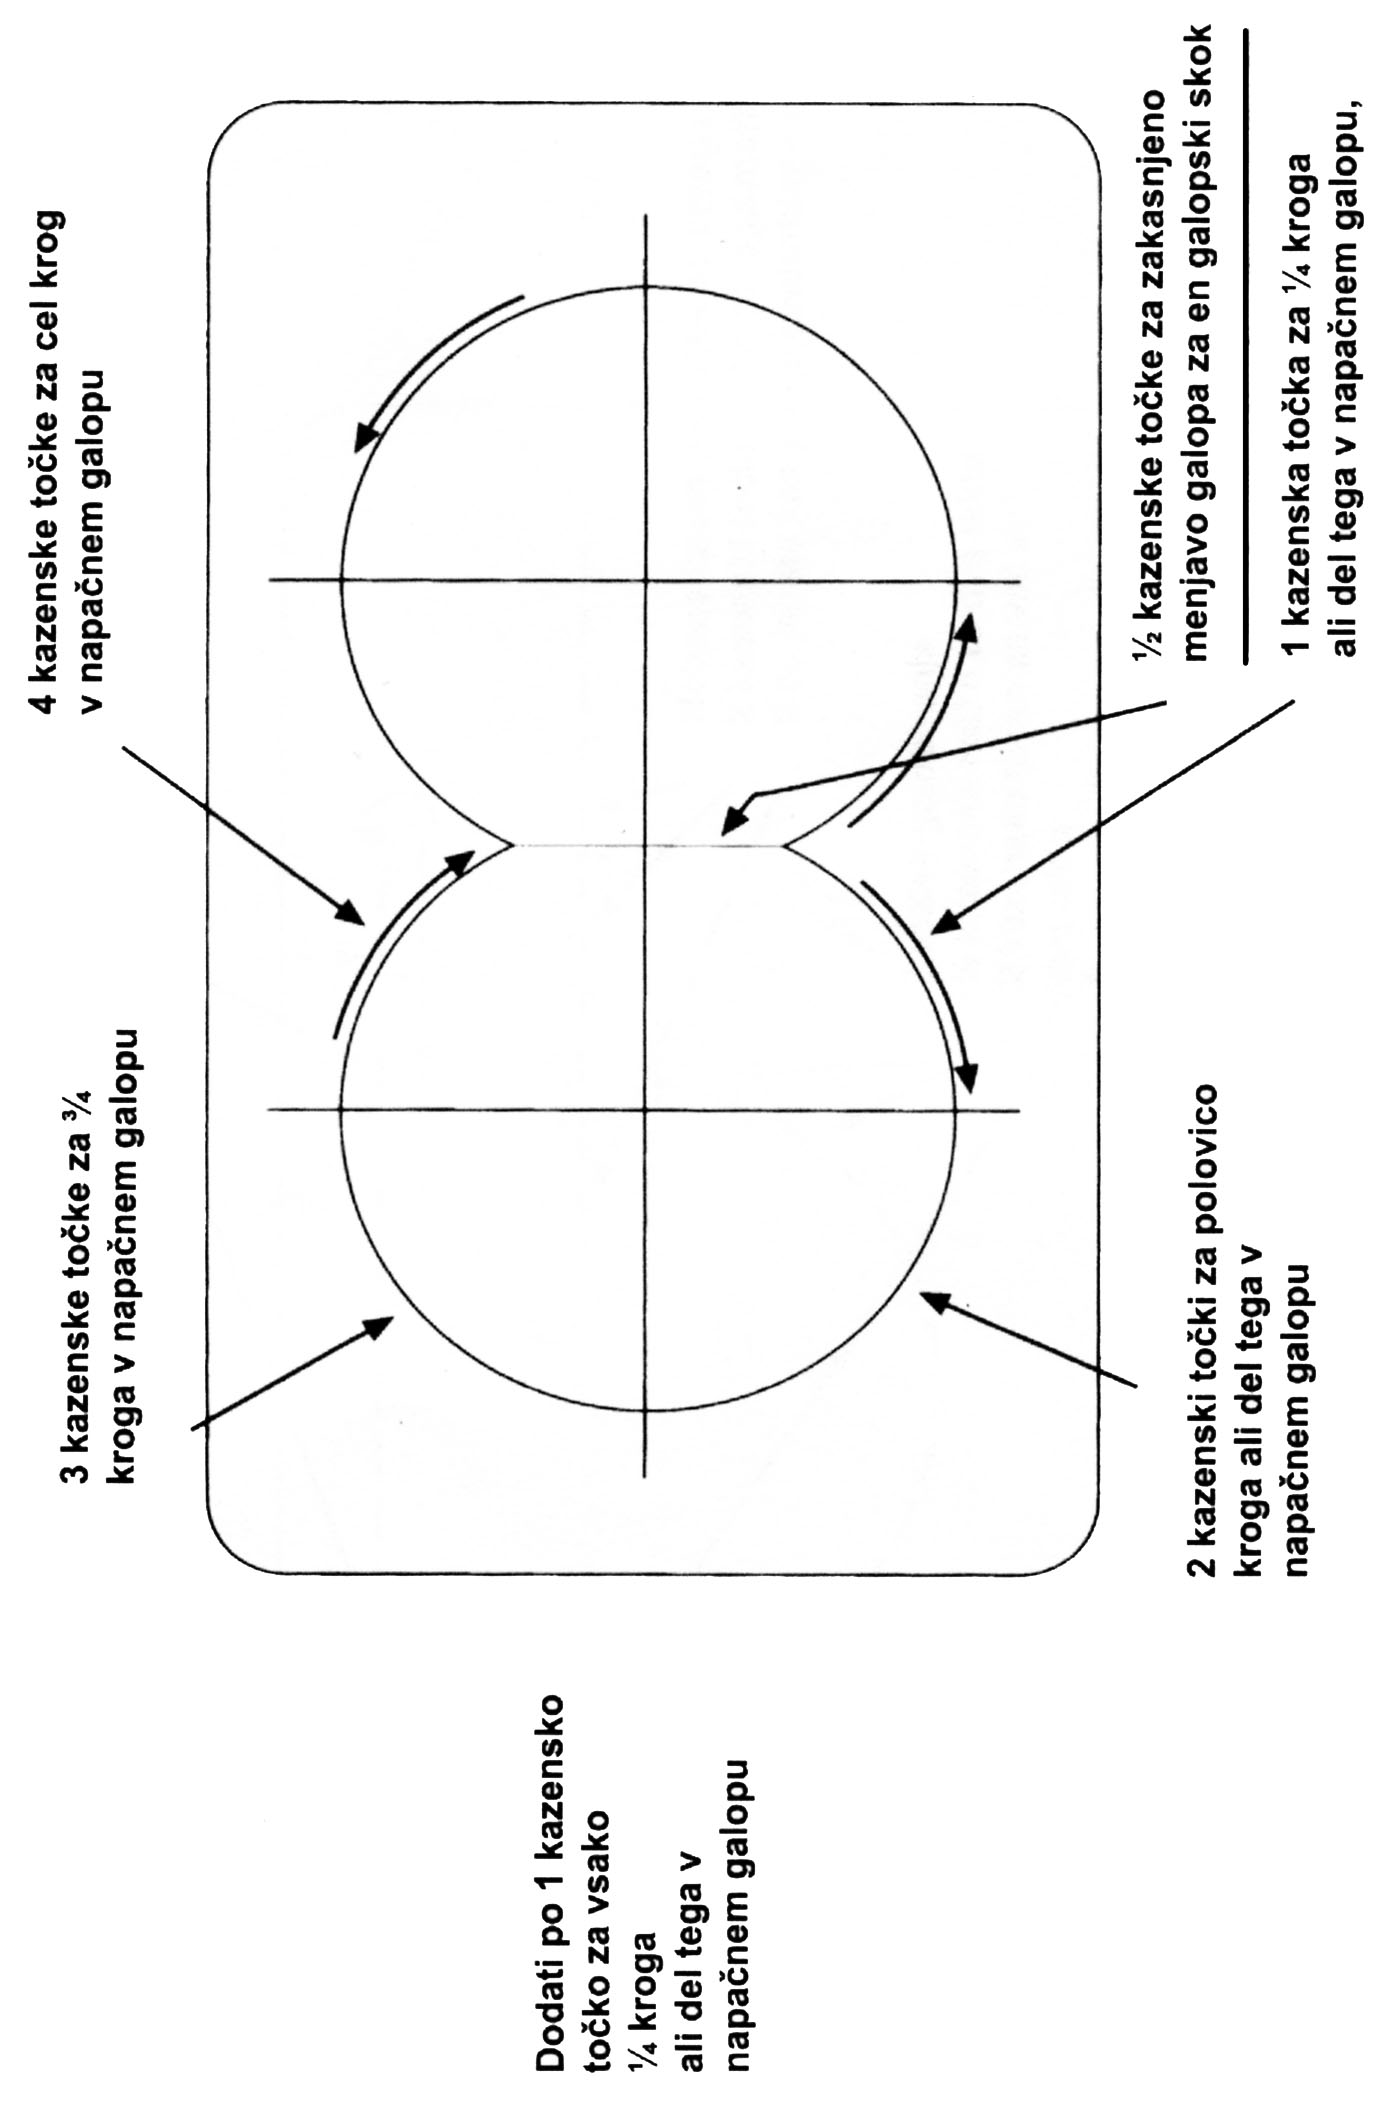 4 kazenske točke za cel krog
v napačnem galopu
3 kazenske točke za ¾
kroga v napačnem galopu
½ kazenske točke za zakasnjeno
menjavo galopa za en galopski skok
1 kazenska točka za ¼ kroga
ali del tega v napačnem galopu,
2 kazenski točki za polovico
kroga ali del tega v
napačnem galopu
Dodati po 1 kazensko
točko za vsako
¼ kroga
ali del tega v
napačnem galopu